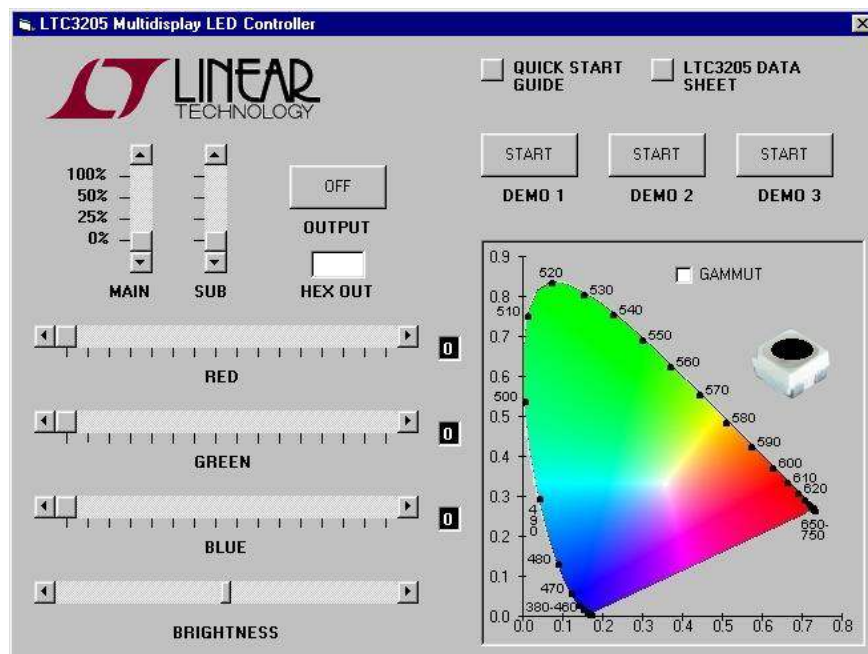 LTC3205 Multidisplay LED Controller
LINEAR
TECHNOLOGY
QUICK START
GUIDE
LTC3205 DATA
SHEET
START
START
START
DEMO 1
DEMO 2
DEMO 3
100%
50%
25%
0%
MAIN
SUB
OFF
OUTPUT
HEX OUT
0
RED
0
GREEN
0
BLUE
BRIGHTNESS
GAMMUT
0.9
0.8
0.7
0.6
0.5
0.4
0.3
0.2
0.1
0.0
0.0 0.1 0.2 0.3 0.4 0.5 0.6 0.7 0.8
520
530
540
550
560
570
580
590
600
610
620
650-
750
510
500
490
480
470
380-460